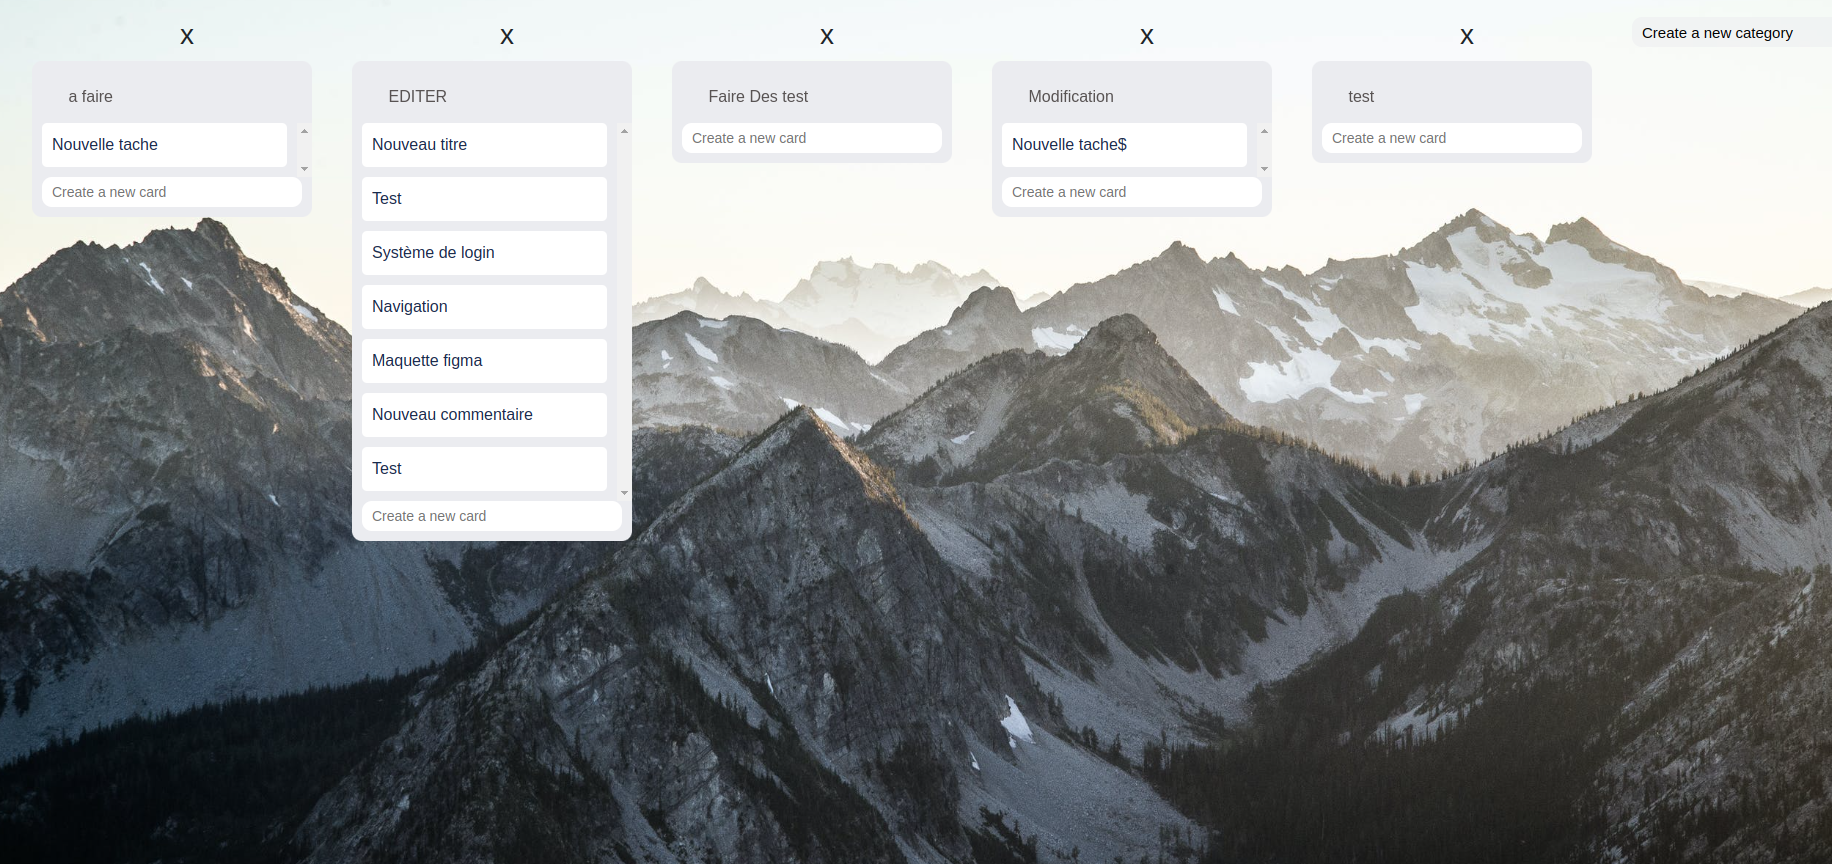 X
X
X
X
X
Create a new category
a faire
Nouvelle tache
Create a new card
EDITER
Nouveau titre
Test
Système de login
Navigation
Maquette figma
Nouveau commentaire
Test
Create a new card
Faire Des test
Create a new card
Modification
Nouvelle tache$
Create a new card
test
Create a new card